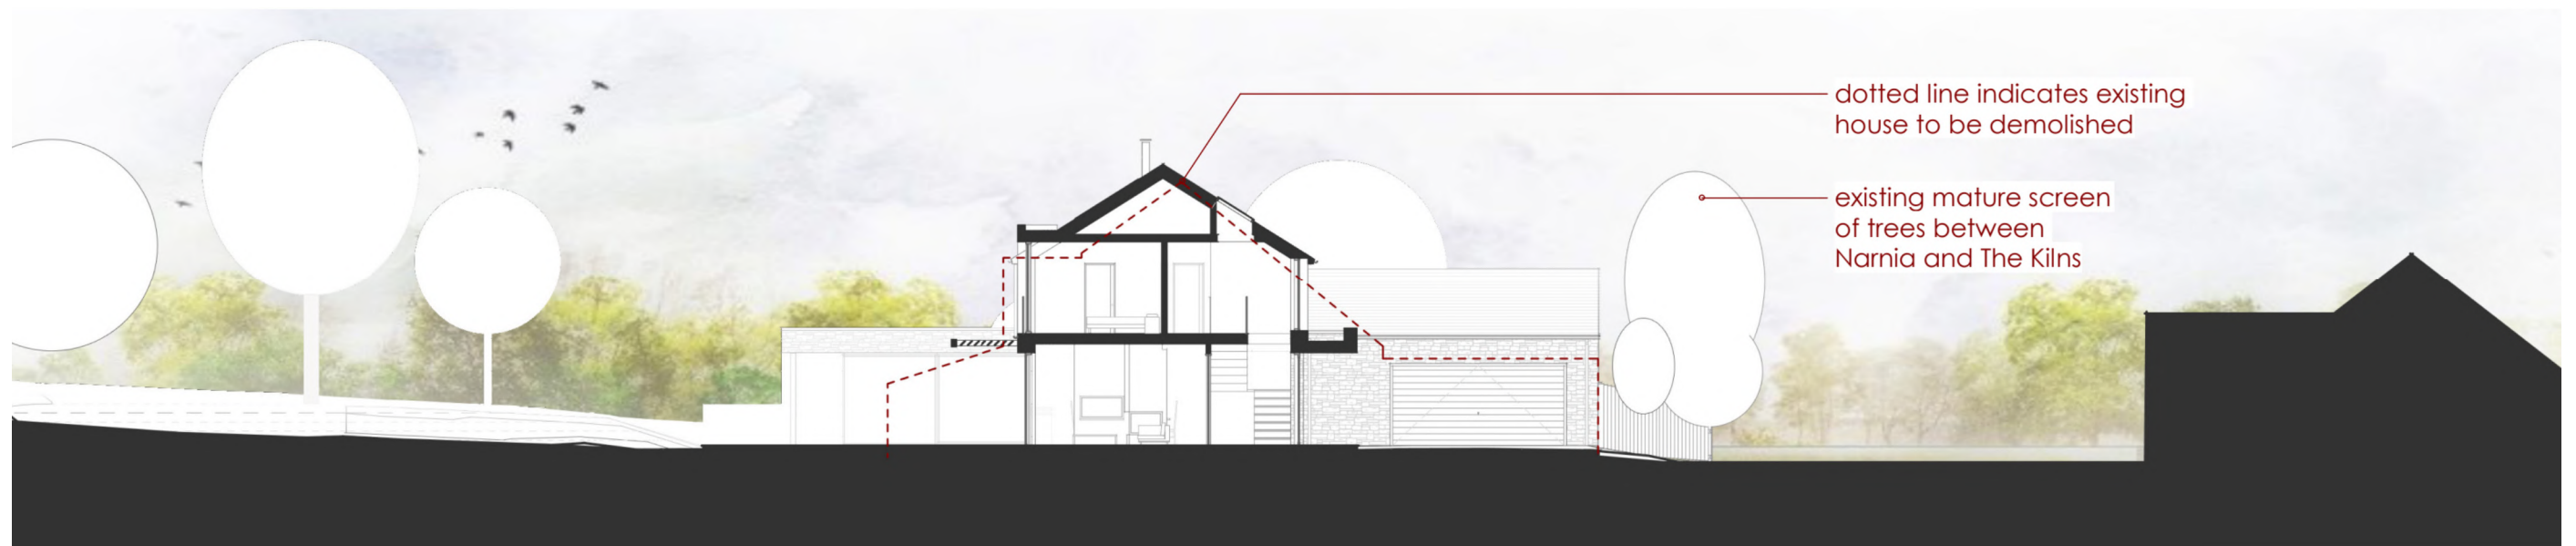 dotted line indicates existing
house to be demolished
existing mature screen
of trees between
Narnia and The Kilns